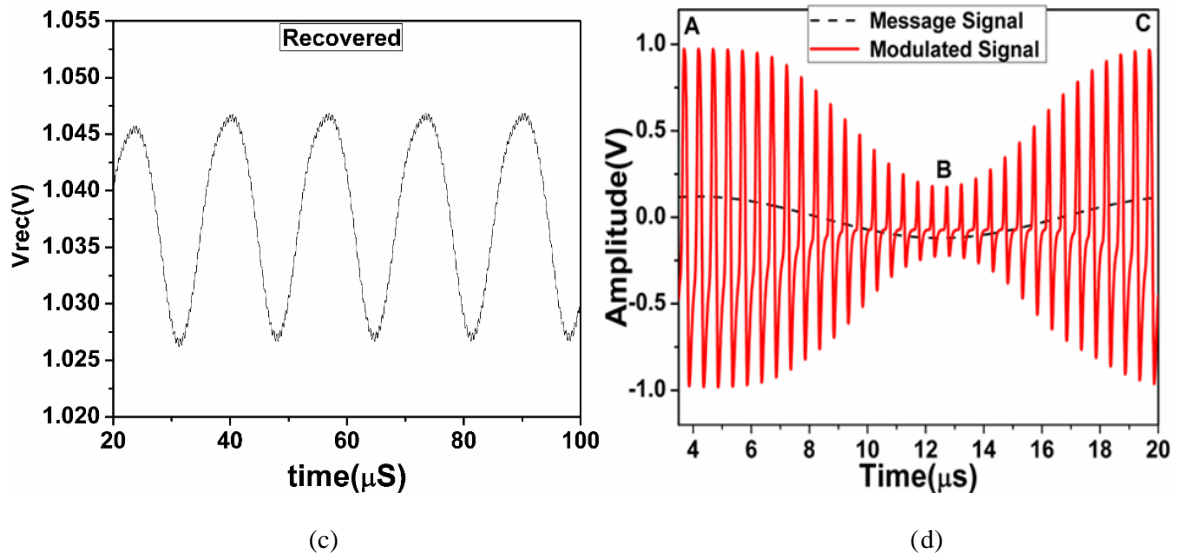 (c)
1.055
1.050
1.045
1.040
1.035
1.030
1.025
1.020
Vrec(V)
Recovered
20 40 60 80 100
time(μS)
(c)
(d)
Message Signal
Modulated Signal
A
B
C
1.0
0.5
0.0
-0.5
-1.0
Amplitude(V)
4 6 8 10 12 14 16 18 20
Time(μs)
(d)